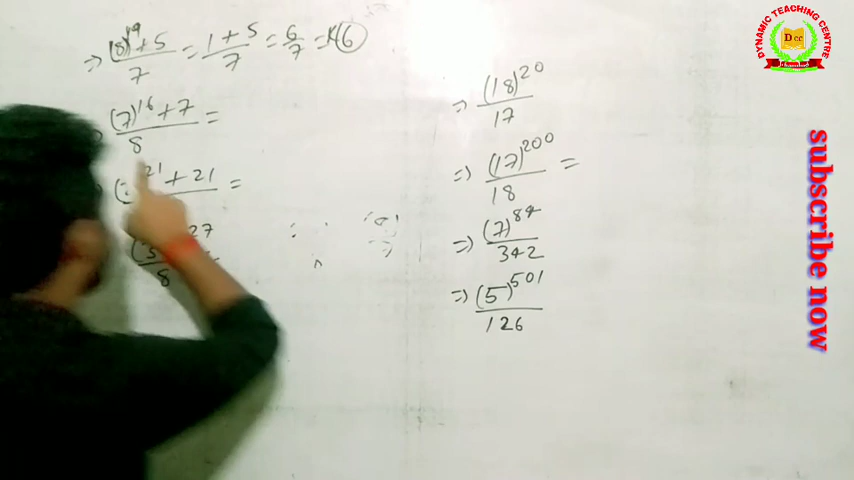 ⇒ (8)^19 + 5 / 7 = 1 + 5 / 7 = 6 / 7 = 6
(7)^16 + 7 / 8 =
21 + 21 =
27
8
⇒ (18)^20 / 17
⇒ (17)^200 / 18 =
⇒ (7)^84 / 342
⇒ (5)^501 / 126
DYNAMIC TEACHING CENTRE
Dcc
subscribe now